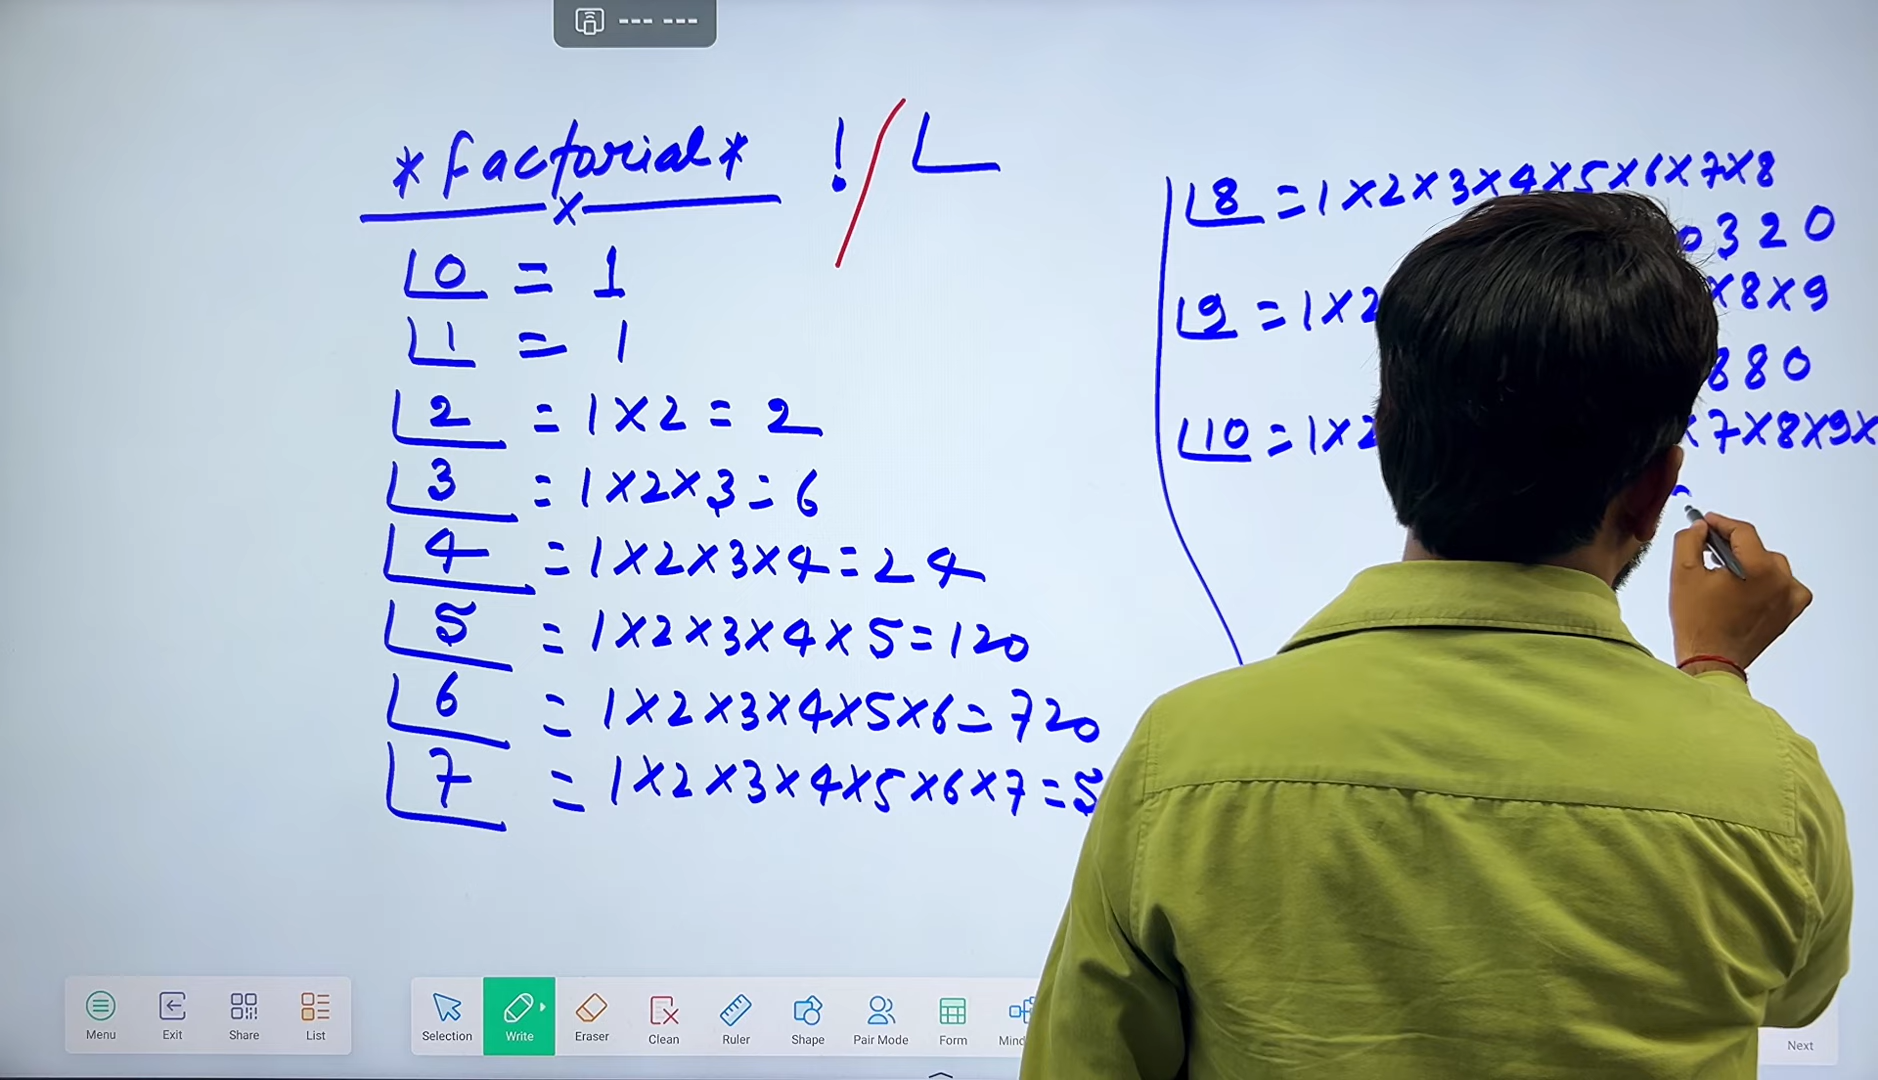 --- ---
*Factorial* ! / L
x
L0 = 1
L1 = 1
L2 = 1×2 = 2
L3 = 1×2×3 = 6
L4 = 1×2×3×4 = 24
L5 = 1×2×3×4×5 = 120
L6 = 1×2×3×4×5×6 = 720
L7 = 1×2×3×4×5×6×7 = 5
L8 = 1×2×3×4×5×6×7×8
0320
L9 = 1×2 ×8×9
880
L10 = 1×2 ×7×8×9×
Menu Exit Share List Selection Write Eraser Clean Ruler Shape Pair Mode Form Mind Next